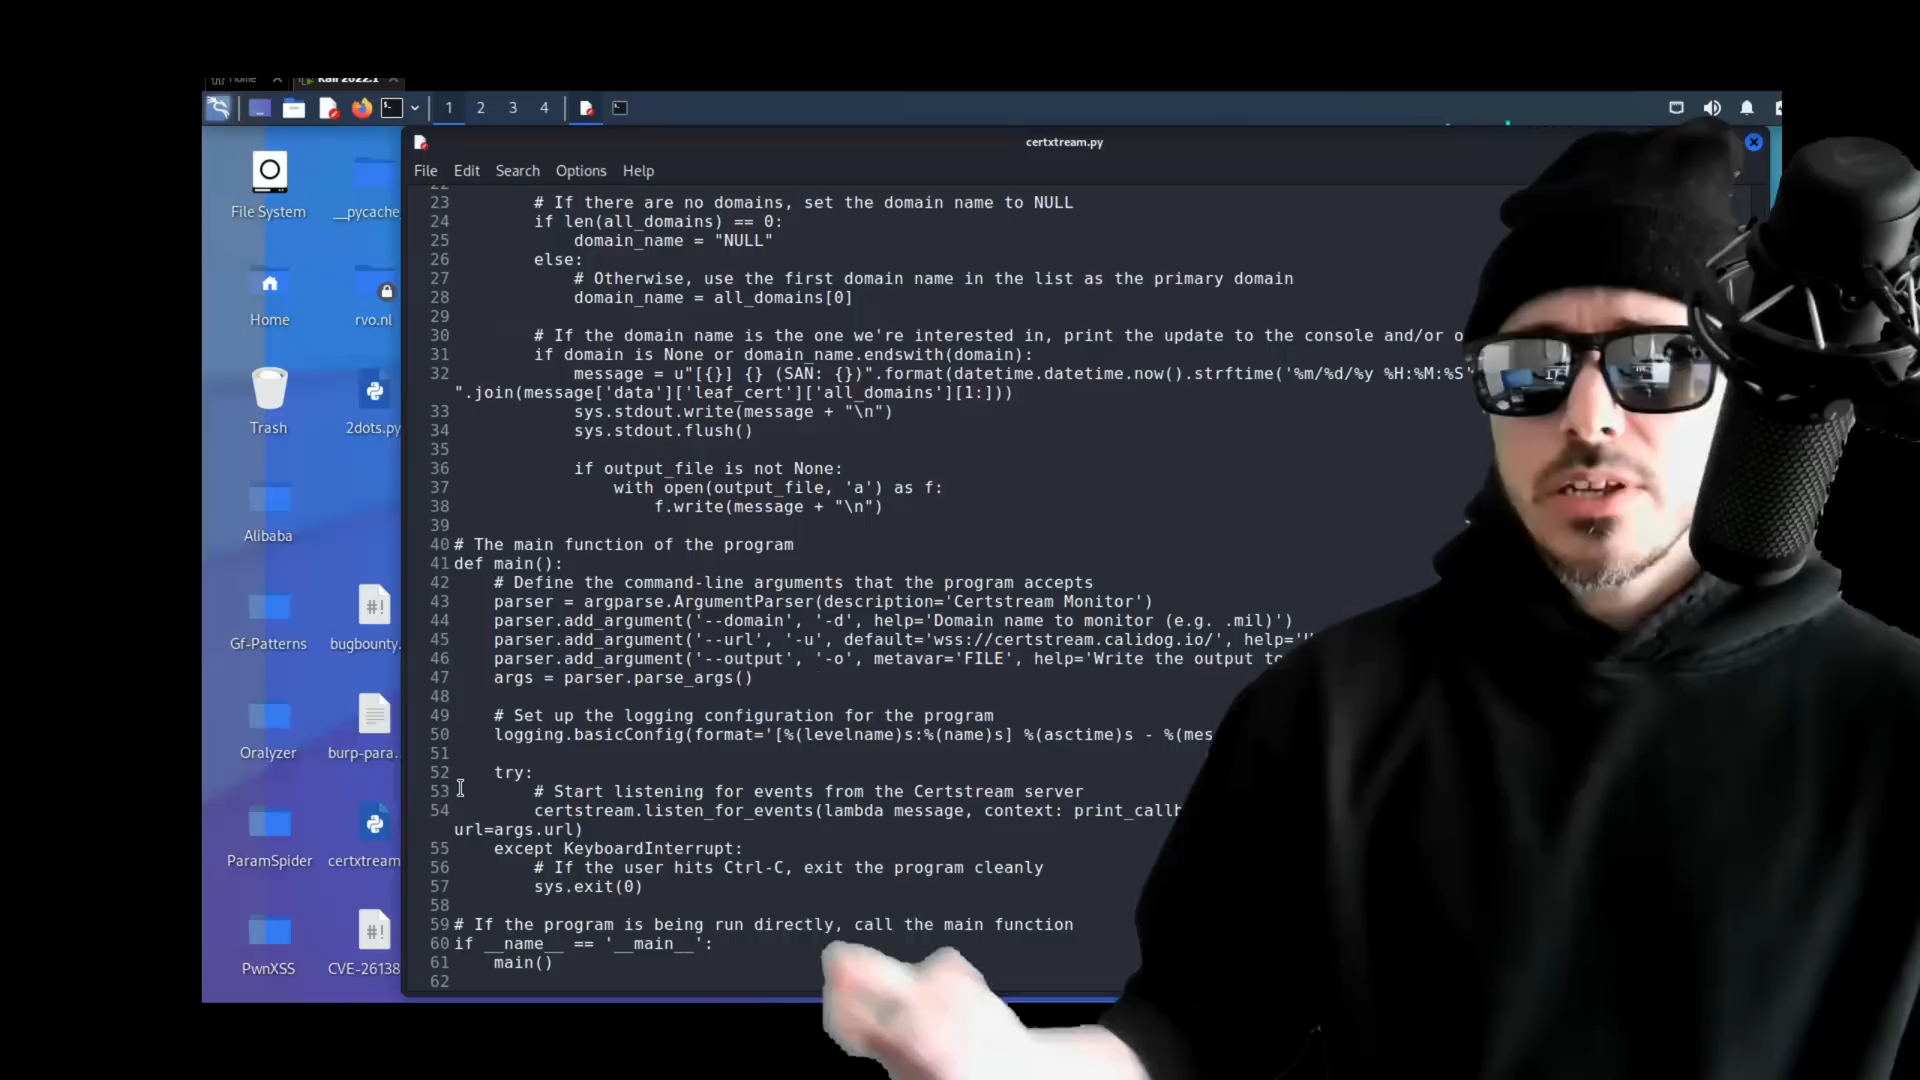 Home
Kali 2022.1
1 2 3 4
certxtream.py
File Edit Search Options Help
File System
__pycache
Home
rvo.nl
Trash
2dots.py
Alibaba
Gf-Patterns
bugbounty.
Oralyzer
burp-para..
ParamSpider
certxtream
PwnXSS
CVE-26138
22
23 # If there are no domains, set the domain name to NULL
24 if len(all_domains) == 0:
25 domain_name = "NULL"
26 else:
27 # Otherwise, use the first domain name in the list as the primary domain
28 domain_name = all_domains[0]
29
30 # If the domain name is the one we're interested in, print the update to the console and/or o
31 if domain is None or domain_name.endswith(domain):
32 message = u"[{}] {} (SAN: {})".format(datetime.datetime.now().strftime('%m/%d/%y %H:%M:%S'
".join(message['data']['leaf_cert']['all_domains'][1:]))
33 sys.stdout.write(message + "\n")
34 sys.stdout.flush()
35
36 if output_file is not None:
37 with open(output_file, 'a') as f:
38 f.write(message + "\n")
39
40 # The main function of the program
41 def main():
42 # Define the command-line arguments that the program accepts
43 parser = argparse.ArgumentParser(description='Certstream Monitor')
44 parser.add_argument('--domain', '-d', help='Domain name to monitor (e.g. .mil)')
45 parser.add_argument('--url', '-u', default='wss://certstream.calidog.io/', help='U
46 parser.add_argument('--output', '-o', metavar='FILE', help='Write the output to
47 args = parser.parse_args()
48
49 # Set up the logging configuration for the program
50 logging.basicConfig(format='[%(levelname)s:%(name)s] %(asctime)s - %(mes
51
52 try:
53 # Start listening for events from the Certstream server
54 certstream.listen_for_events(lambda message, context: print_callb
url=args.url)
55 except KeyboardInterrupt:
56 # If the user hits Ctrl-C, exit the program cleanly
57 sys.exit(0)
58
59 # If the program is being run directly, call the main function
60 if __name__ == '__main__':
61 main()
62